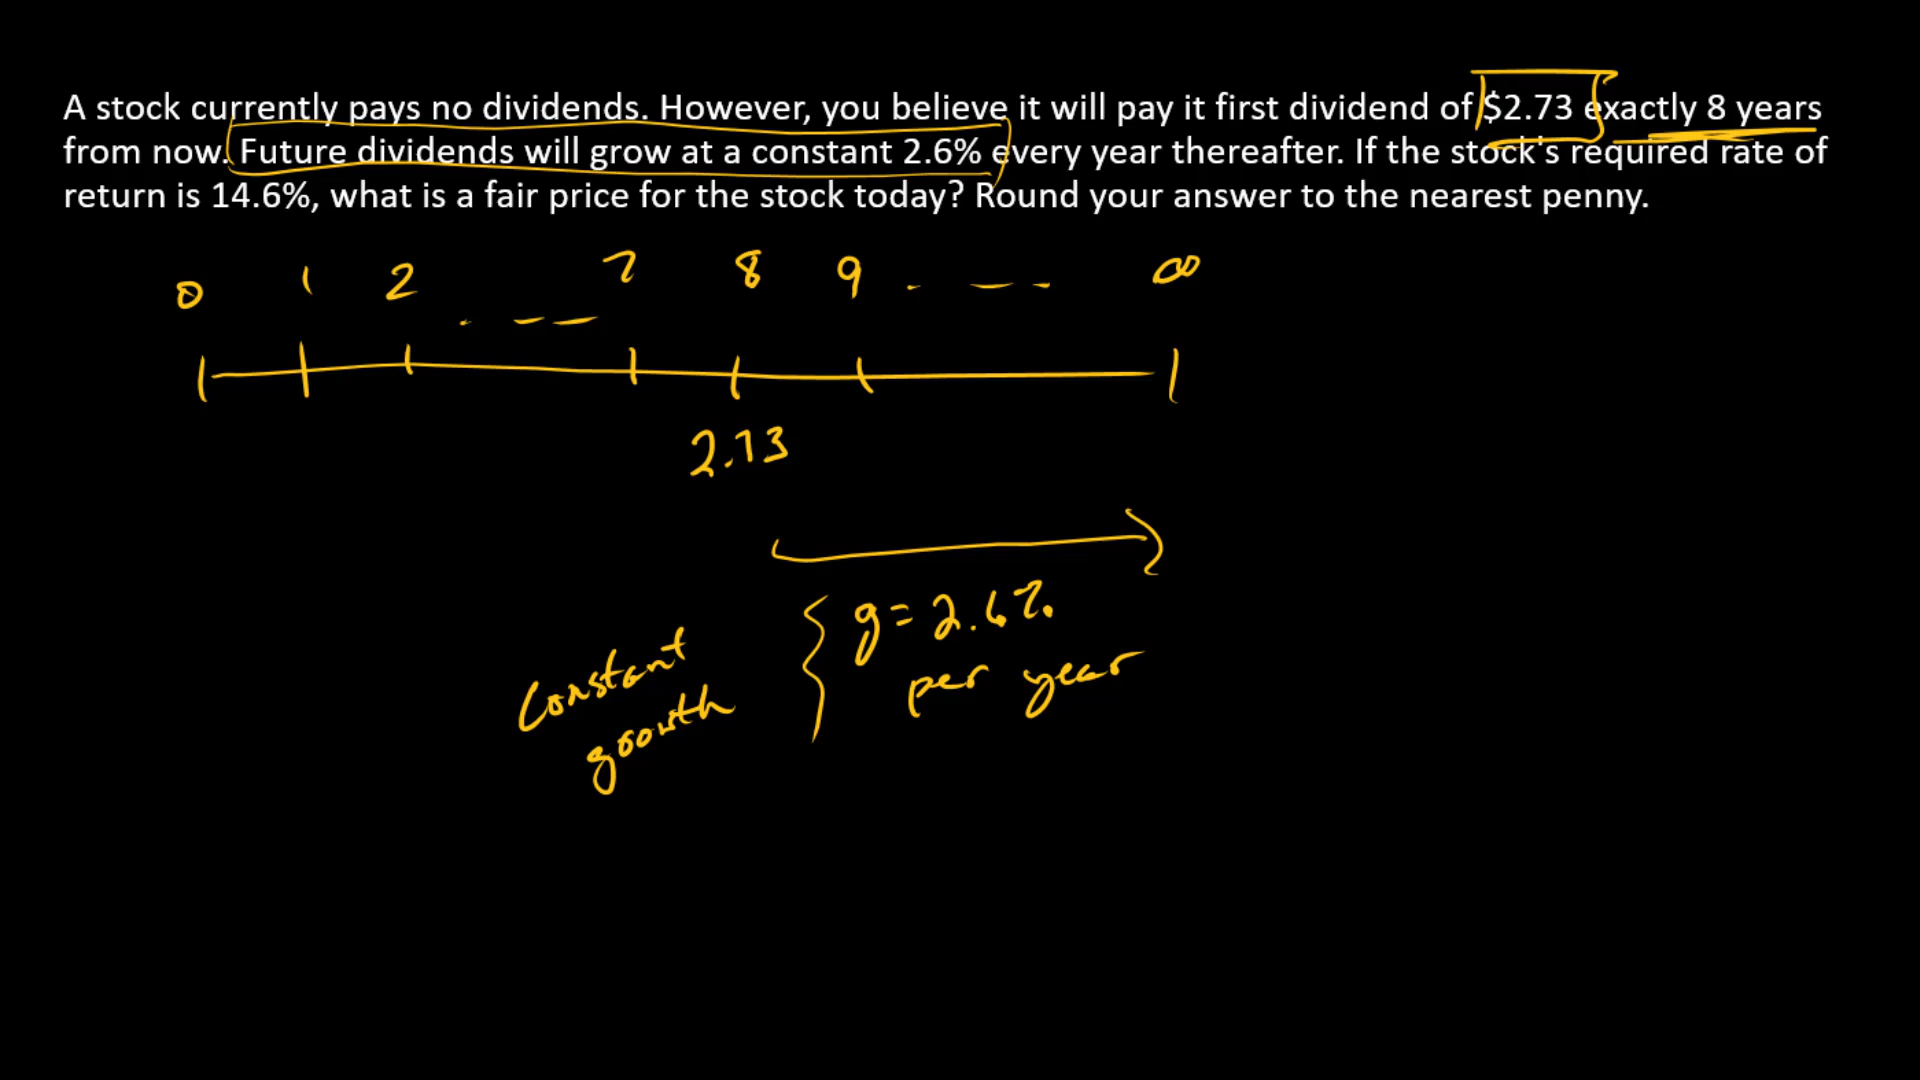 A stock currently pays no dividends. However, you believe it will pay it first dividend of $2.73 exactly 8 years
from now. Future dividends will grow at a constant 2.6% every year thereafter. If the stock's required rate of
return is 14.6%, what is a fair price for the stock today? Round your answer to the nearest penny.
0 1 2 . — — 7 8 9 . — - ∞
2.73
g = 2.6%
per year
Constant
growth